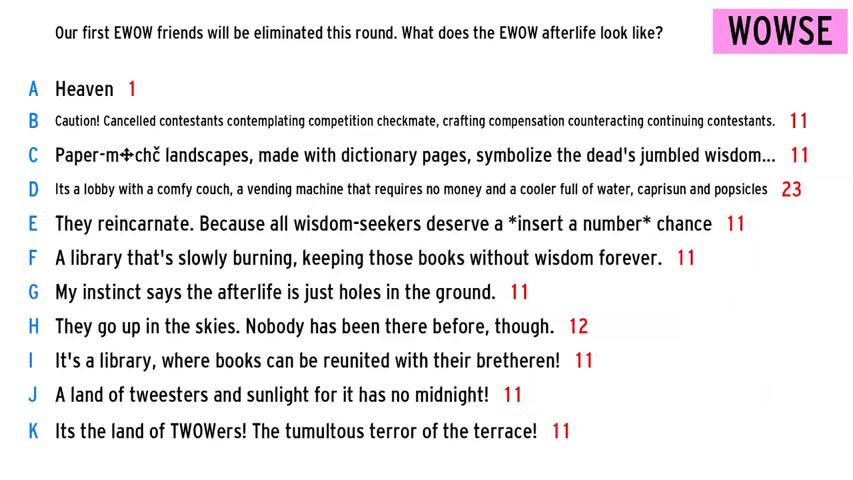 Our first EWOW friends will be eliminated this round. What does the EWOW afterlife look like?
WOWSE
A Heaven 1
B Caution! Cancelled contestants contemplating competition checkmate, crafting compensation counteracting continuing contestants. 11
C Paper-m✢chč landscapes, made with dictionary pages, symbolize the dead's jumbled wisdom... 11
D Its a lobby with a comfy couch, a vending machine that requires no money and a cooler full of water, caprisun and popsicles 23
E They reincarnate. Because all wisdom-seekers deserve a *insert a number* chance 11
F A library that's slowly burning, keeping those books without wisdom forever. 11
G My instinct says the afterlife is just holes in the ground. 11
H They go up in the skies. Nobody has been there before, though. 12
I It's a library, where books can be reunited with their bretheren! 11
J A land of tweesters and sunlight for it has no midnight! 11
K Its the land of TWOWers! The tumultous terror of the terrace! 11